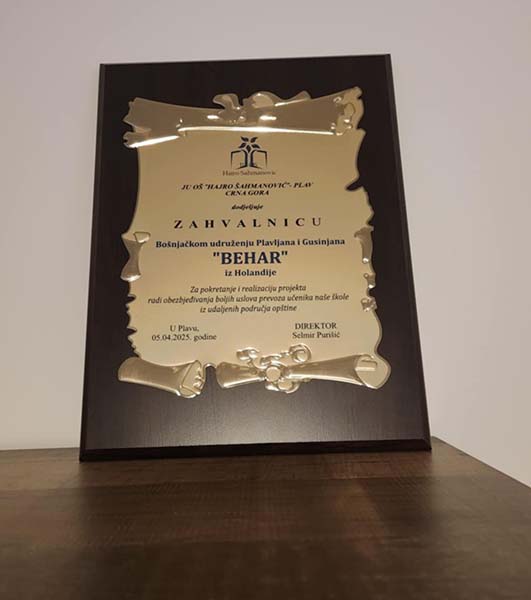 Hajro Šahmanović
JU OŠ "HAJRO ŠAHMANOVIĆ"- PLAV
CRNA GORA
dodjeljuje
ZAHVALNICU
Bošnjačkom udruženju Plavljana i Gusinjana
"BEHAR"
iz Holandije
Za pokretanje i realizaciju projekta
radi obezbjeđivanja boljih uslova prevoza učenika naše škole
iz udaljenih područja opštine
U Plavu,
05.04.2025. godine
DIREKTOR
Selmir Purišić